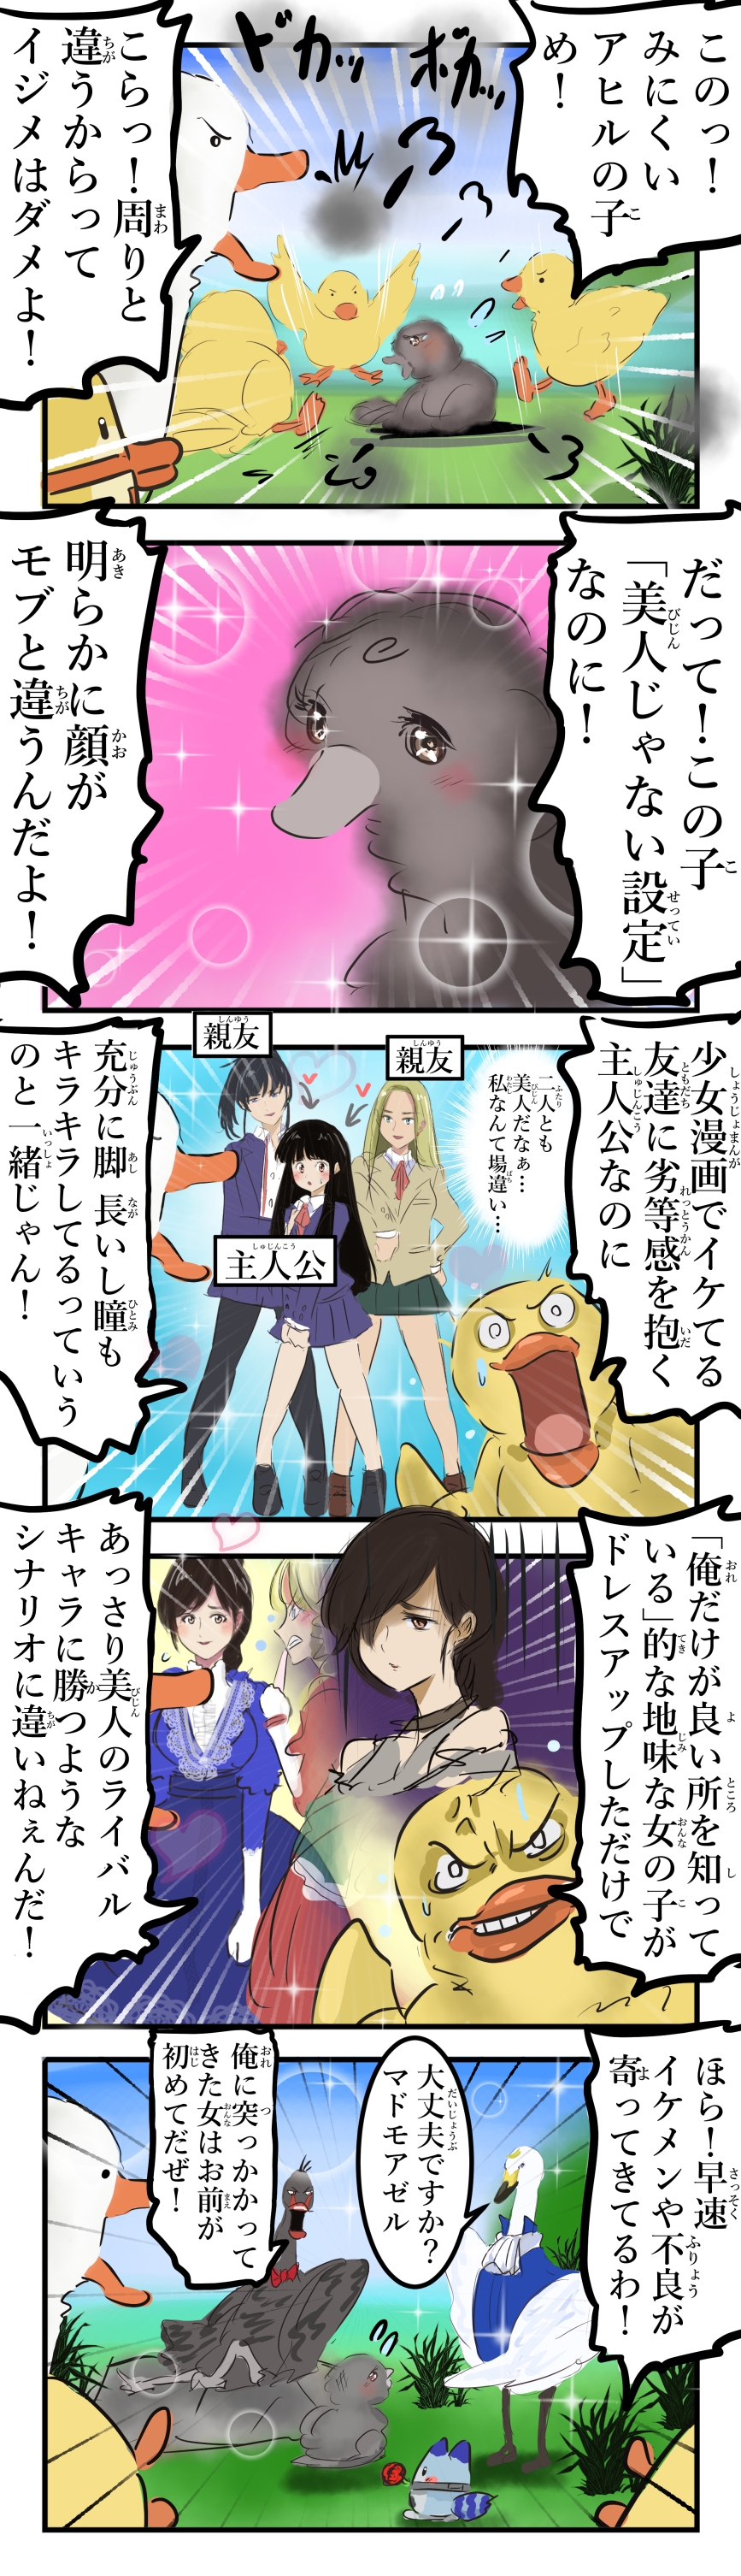 このっ！
みにくい
アヒルの子
め！
ドカッ
ボカッ
こらっ！周りと
違うからって
イジメはダメよ！
だって！この子
「美人じゃない設定」
なのに！
明らかに顔が
モブと違うんだよ！
少女漫画でイケてる
友達に劣等感を抱く
主人公なのに
二人とも
美人だなぁ…
私なんて場違い…
親友
親友
主人公
充分に脚長いし瞳も
キラキラしてるっていう
のと一緒じゃん！
「俺だけが良い所を知って
いる」的な地味な女の子が
ドレスアップしただけで
あっさり美人のライバル
キャラに勝つような
シナリオに違いねぇんだ！
ほら！早速
イケメンや不良が
寄ってきてるわ！
大丈夫ですか？
マドモアゼル
俺に突っかかって
きた女はお前が
初めてだぜ！